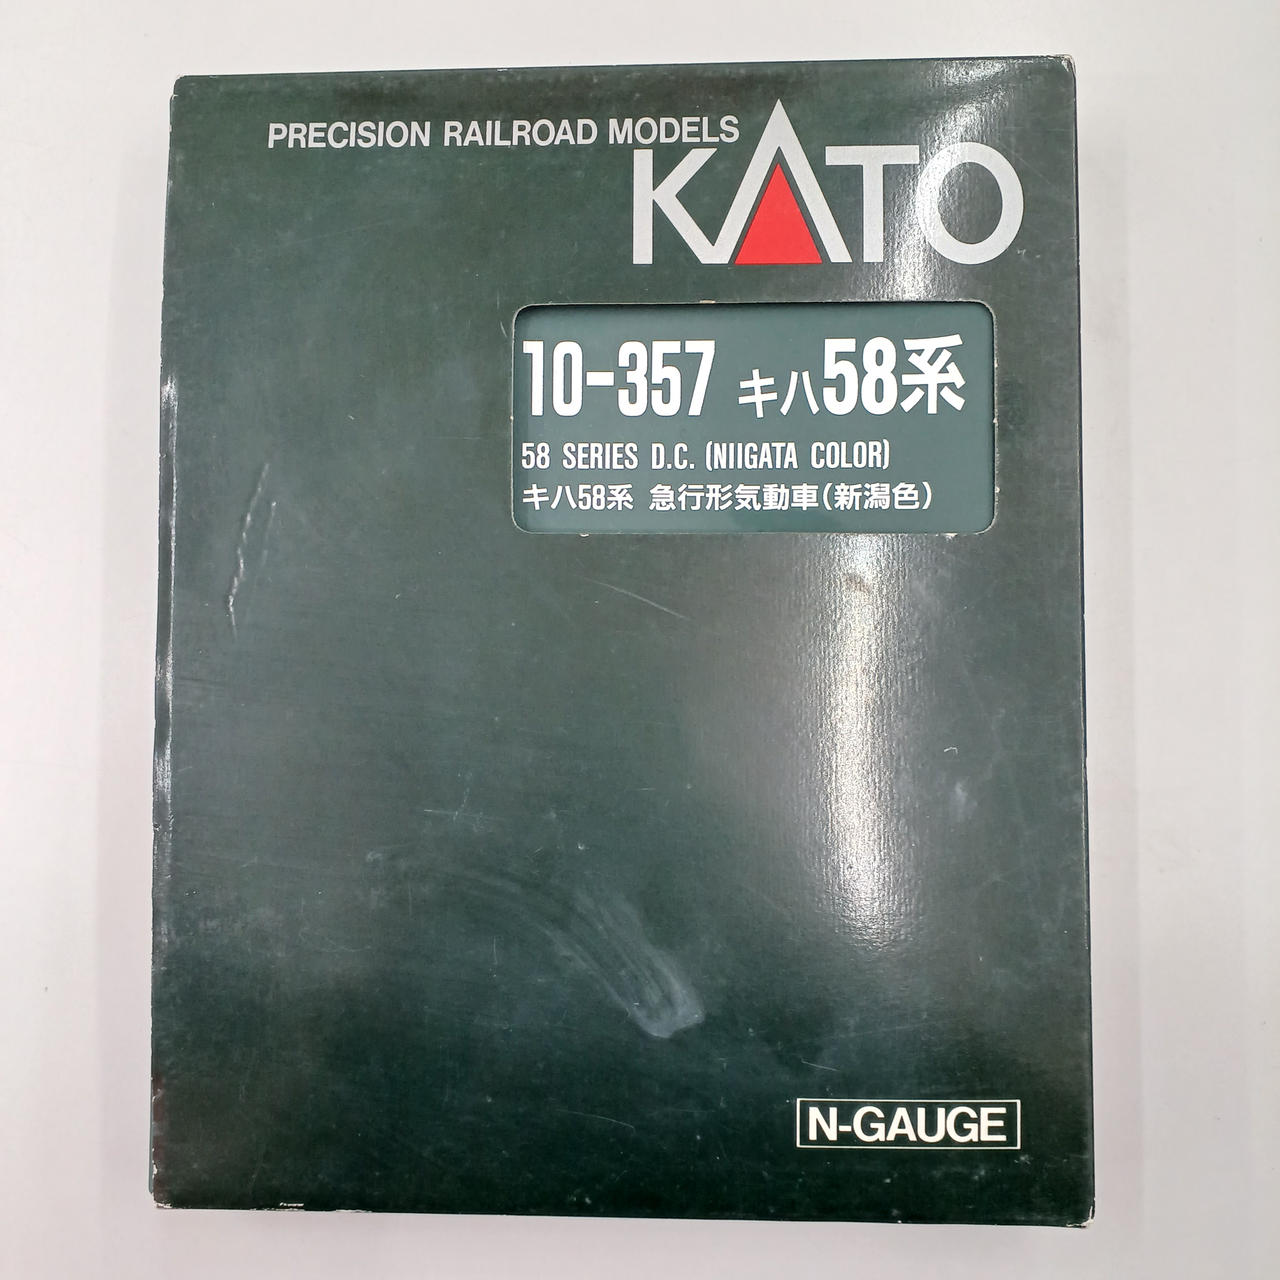 PRECISION RAILROAD MODELS
KATO
10-357 キハ58系
58 SERIES D.C. (NIIGATA COLOR)
キハ58系 急行形気動車(新潟色)
N-GAUGE